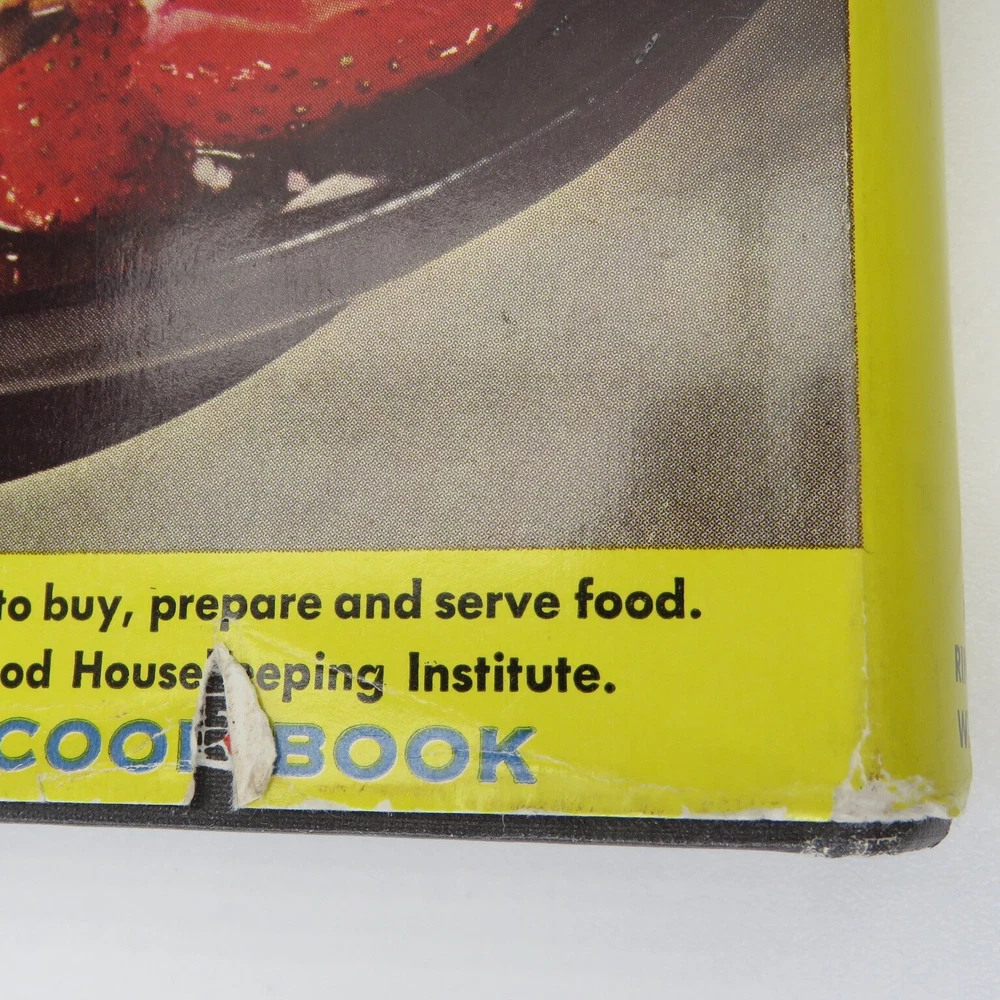 to buy, prepare and serve food.
od Housekeeping Institute.
COOK BOOK